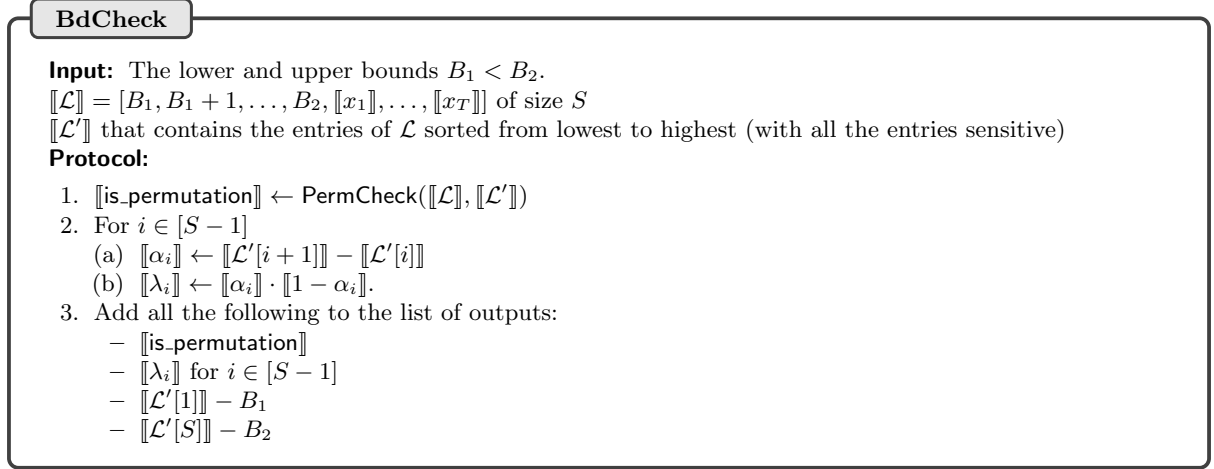 BdCheck
Input: The lower and upper bounds B₁ < B₂.
⟦𝓛⟧ = [B₁, B₁ + 1, . . . , B₂, ⟦x₁⟧, . . . , ⟦x_T⟧] of size S
⟦𝓛′⟧ that contains the entries of 𝓛 sorted from lowest to highest (with all the entries sensitive)
Protocol:
1. ⟦is_permutation⟧ ← PermCheck(⟦𝓛⟧, ⟦𝓛′⟧)
2. For i ∈ [S − 1]
(a) ⟦αᵢ⟧ ← ⟦𝓛′[i + 1]⟧ − ⟦𝓛′[i]⟧
(b) ⟦λᵢ⟧ ← ⟦αᵢ⟧ · ⟦1 − αᵢ⟧.
3. Add all the following to the list of outputs:
– ⟦is_permutation⟧
– ⟦λᵢ⟧ for i ∈ [S − 1]
– ⟦𝓛′[1]⟧ − B₁
– ⟦𝓛′[S]⟧ − B₂